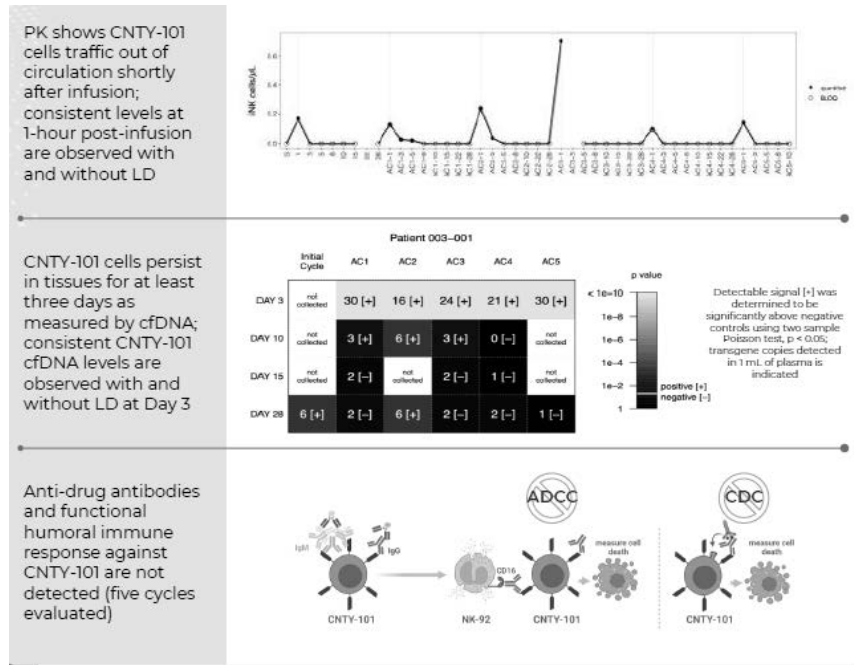 PK shows CNTY-101
cells traffic out of
circulation shortly
after infusion;
consistent levels at
1-hour post-infusion
are observed with
and without LD
iNK cells/µL
quantified
BLOQ
CNTY-101 cells persist
in tissues for at least
three days as
measured by cfDNA;
consistent CNTY-101
cfDNA levels are
observed with and
without LD at Day 3
Patient 003–001
Initial Cycle AC1 AC2 AC3 AC4 AC5
DAY 3 not collected 30 [+] 16 [+] 24 [+] 21 [+] 30 [+]
DAY 10 not collected 3 [+] 6 [+] 3 [+] 0 [–] not collected
DAY 15 not collected 2 [–] not collected 2 [–] 1 [–] not collected
DAY 28 6 [+] 2 [–] 6 [+] 2 [–] 2 [–] 1 [–]
p value
< 1e–10
1e–8
1e–6
1e–4
1e–2
1
positive [+]
negative [–]
Detectable signal [+] was
determined to be
significantly above negative
controls using two sample
Poisson test, p < 0.05;
transgene copies detected
in 1 mL of plasma is
indicated
Anti-drug antibodies
and functional
humoral immune
response against
CNTY-101 are not
detected (five cycles
evaluated)
IgM
IgG
CNTY-101
ADCC
CD16
NK-92
CNTY-101
measure cell
death
CDC
measure cell
death
CNTY-101